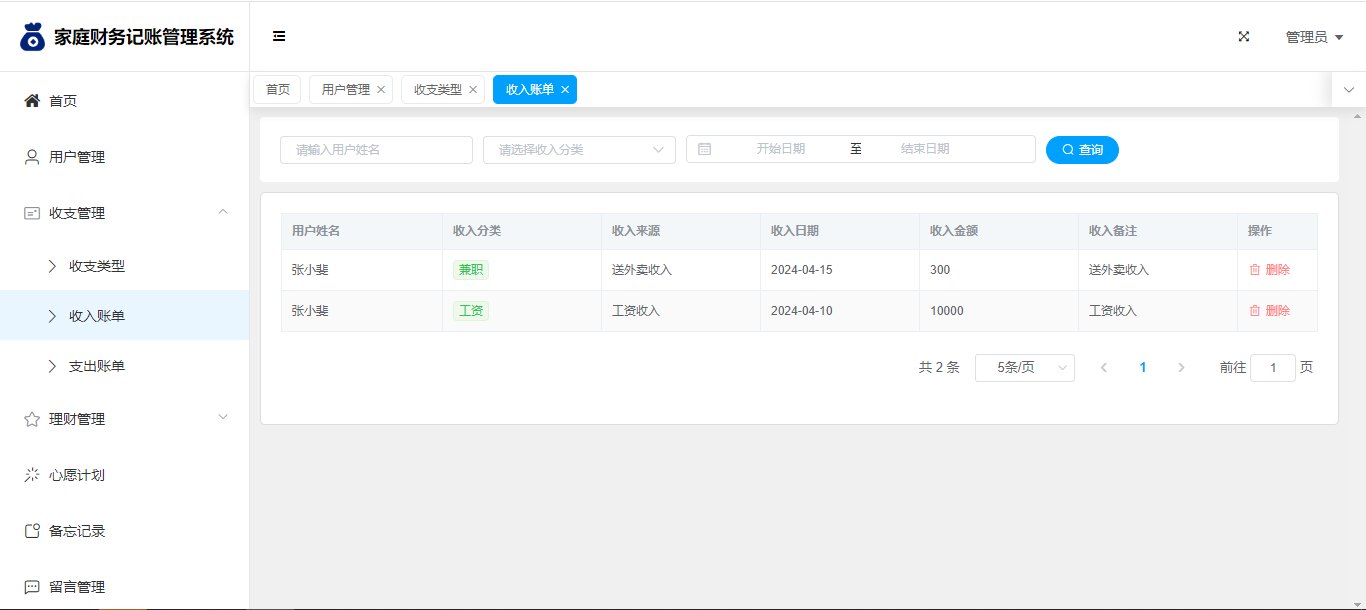 家庭财务记账管理系统
管理员
首页
用户管理
收支类型
收入账单
首页
用户管理
收支管理
收支类型
收入账单
支出账单
理财管理
心愿计划
备忘记录
留言管理
请输入用户姓名
请选择收入分类
开始日期 至 结束日期
查询
用户姓名 收入分类 收入来源 收入日期 收入金额 收入备注 操作
张小斐 兼职 送外卖收入 2024-04-15 300 送外卖收入 删除
张小斐 工资 工资收入 2024-04-10 10000 工资收入 删除
共 2 条 5条/页 1 前往 1 页